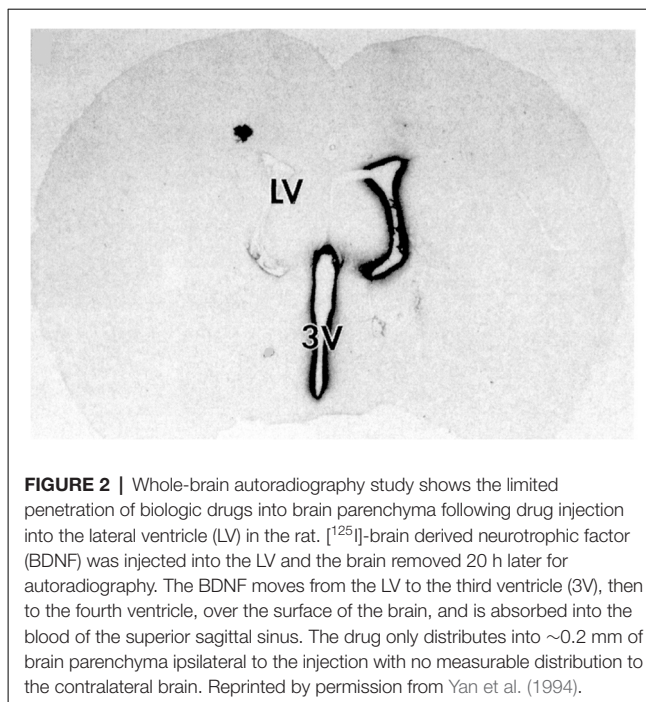 LV
3V
FIGURE 2 | Whole-brain autoradiography study shows the limited
penetration of biologic drugs into brain parenchyma following drug injection
into the lateral ventricle (LV) in the rat. [¹²⁵I]-brain derived neurotrophic factor
(BDNF) was injected into the LV and the brain removed 20 h later for
autoradiography. The BDNF moves from the LV to the third ventricle (3V), then
to the fourth ventricle, over the surface of the brain, and is absorbed into the
blood of the superior sagittal sinus. The drug only distributes into ~0.2 mm of
brain parenchyma ipsilateral to the injection with no measurable distribution to
the contralateral brain. Reprinted by permission from Yan et al. (1994).